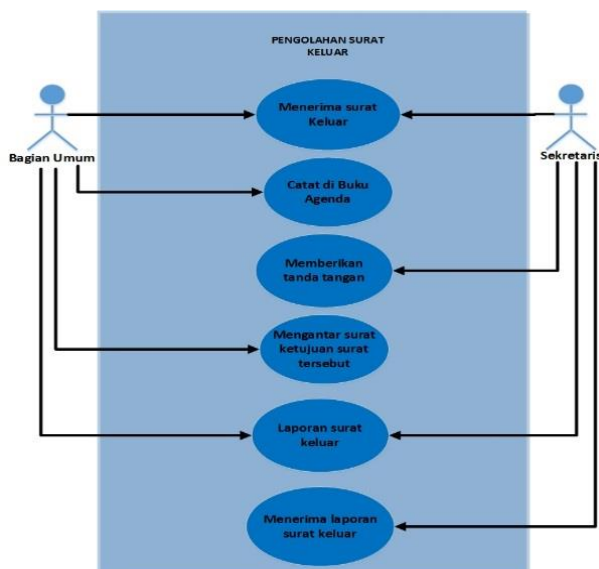 PENGOLAHAN SURAT
KELUAR
Menerima surat
Keluar
Bagian Umum
Sekretaris
Catat di Buku
Agenda
Memberikan
tanda tangan
Mengantar surat
ketujuan surat
tersebut
Laporan surat
keluar
Menerima laporan
surat keluar